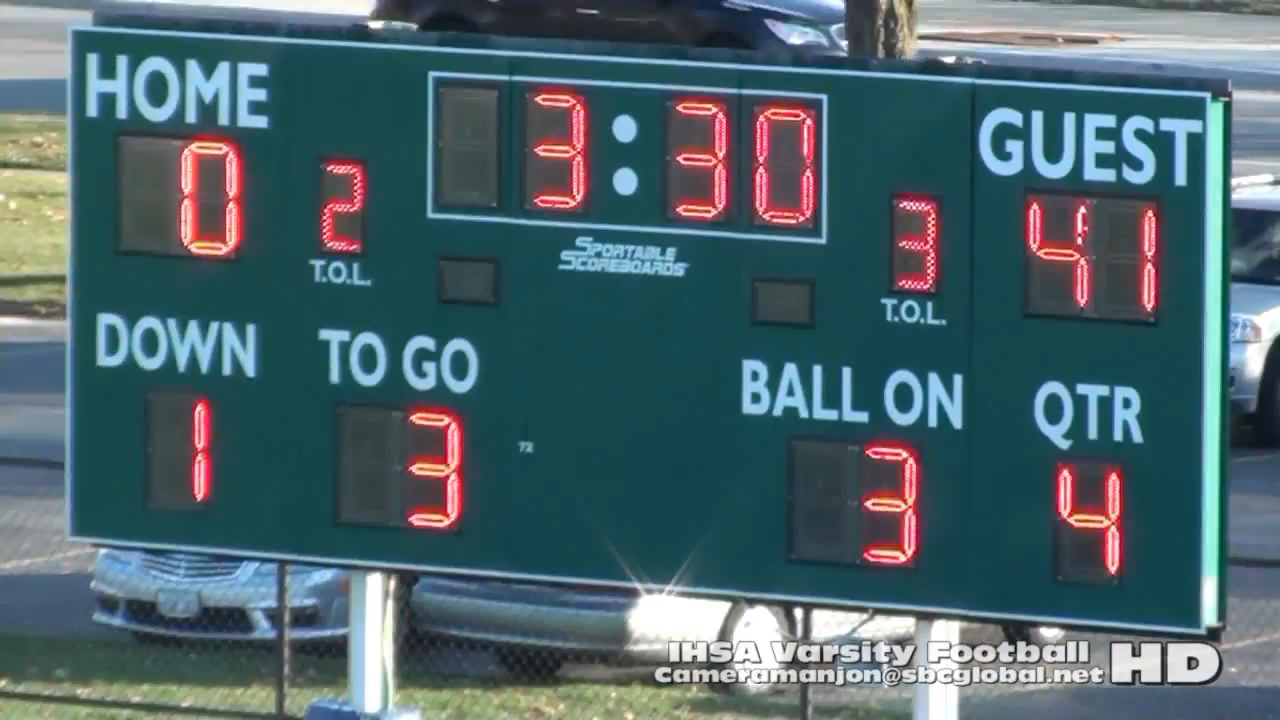 HOME 3:30 GUEST
0 2 3 41
T.O.L. SPORTABLE SCOREBOARDS T.O.L.
DOWN TO GO BALL ON QTR
1 3 72 3 4
IHSA Varsity Football HD
cameramanjon@sbcglobal.net